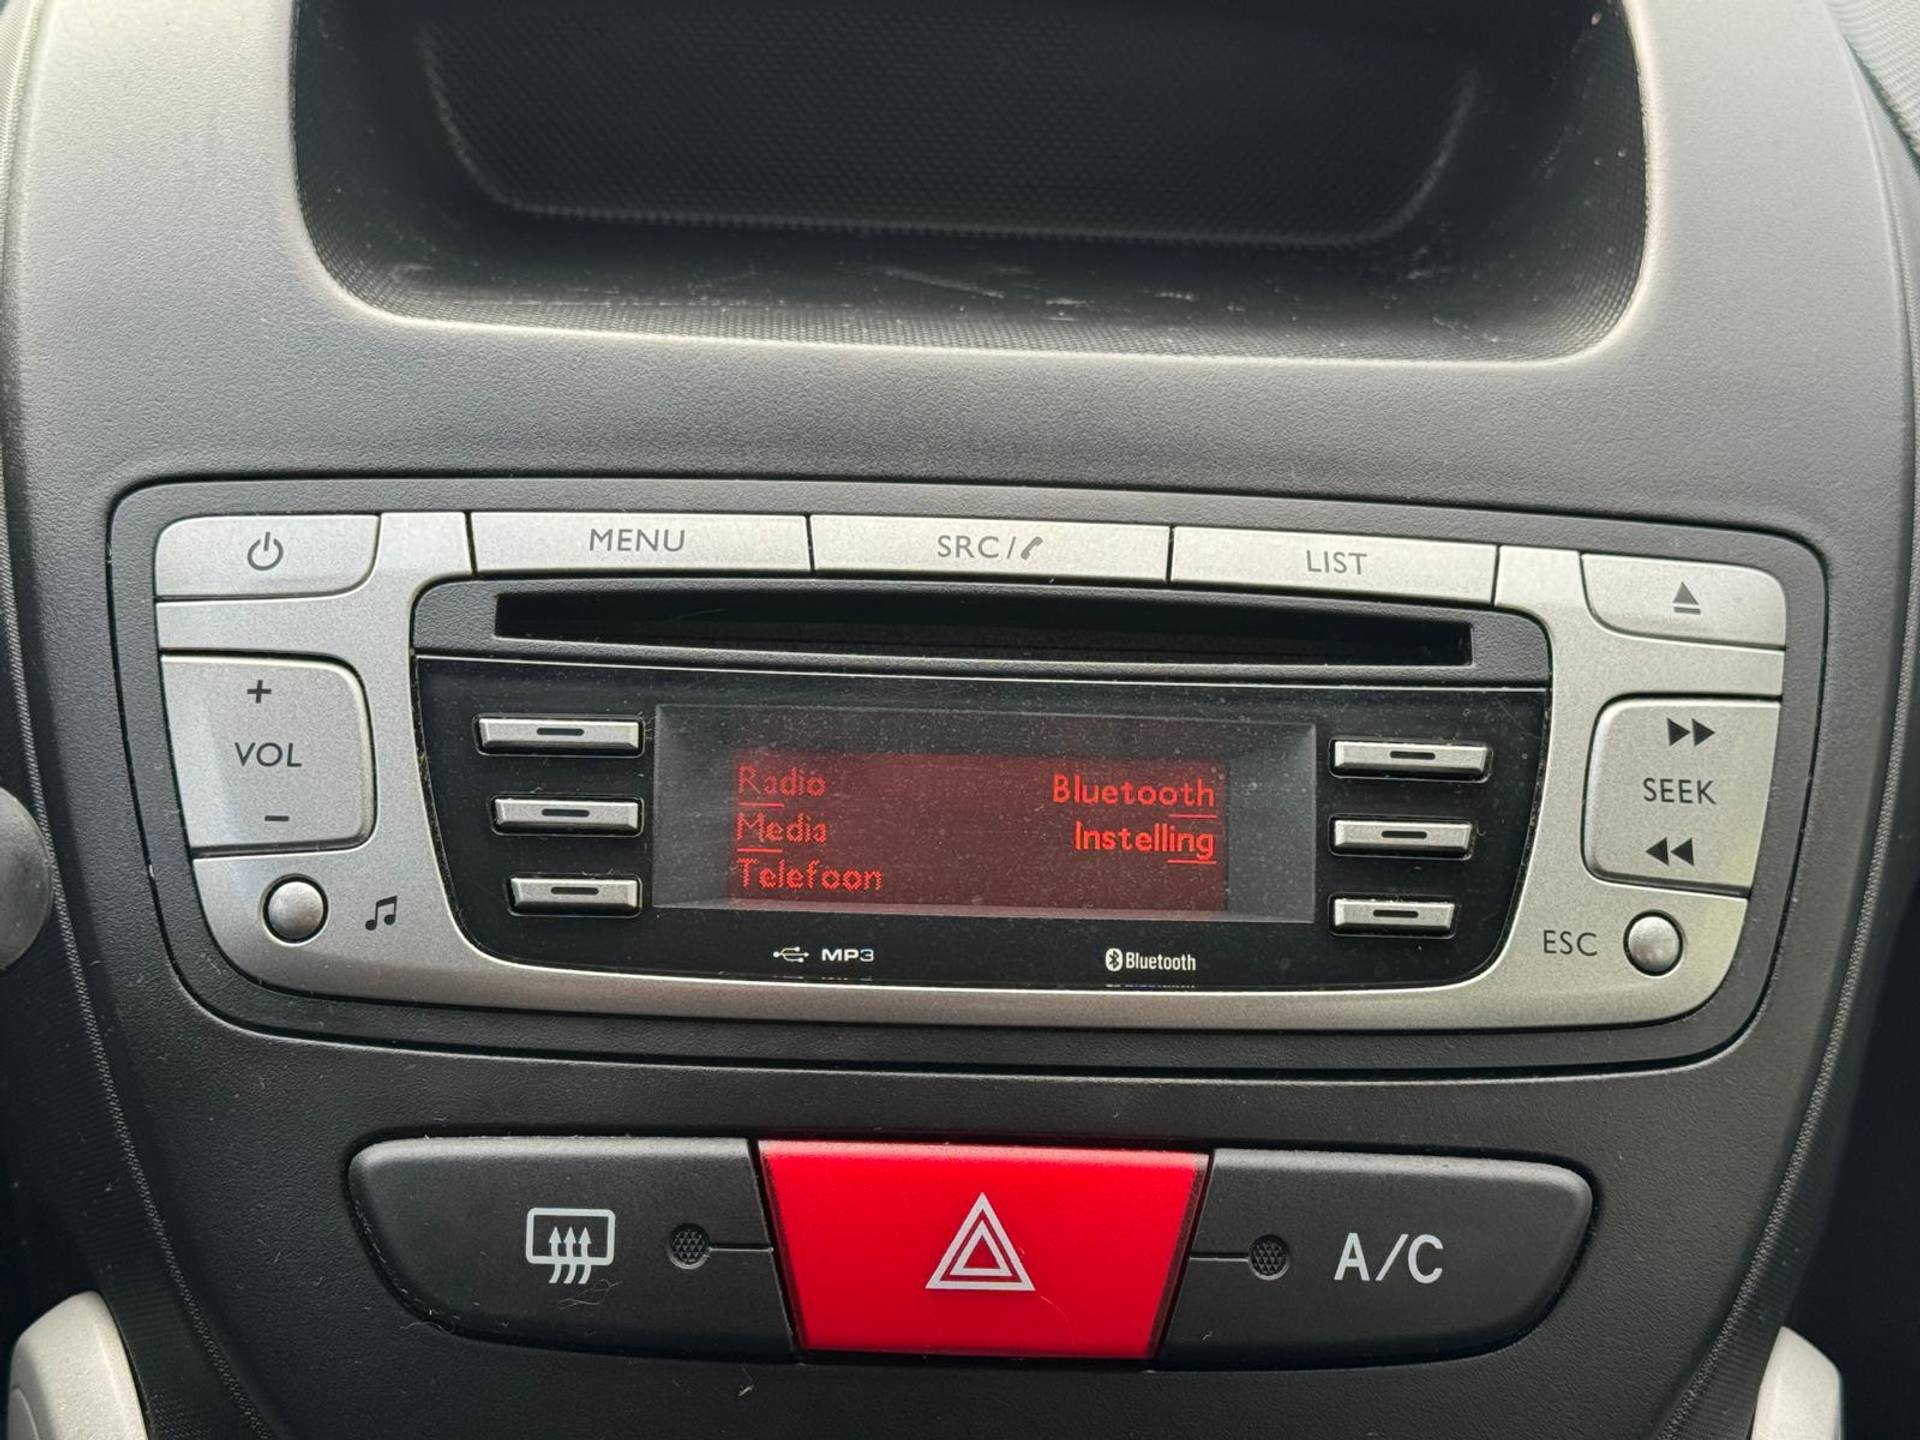 MENU
SRC/
LIST
+
VOL
-
SEEK
ESC
Radio
Media
Telefoon
Bluetooth
Instelling
MP3
Bluetooth
A/C